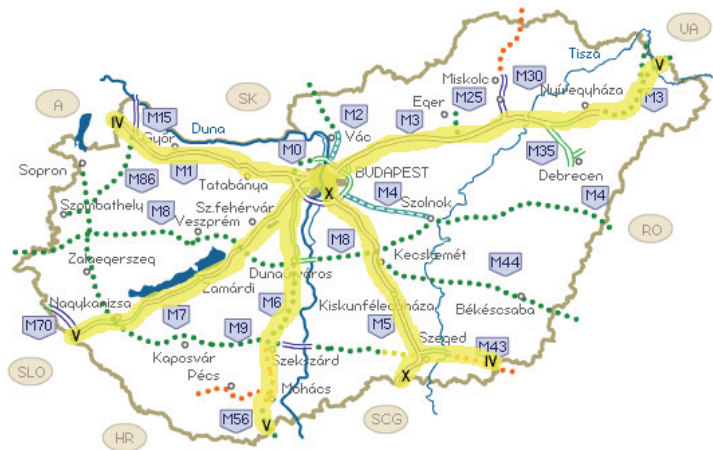 UA
Tisza
V
Miskolc
M30
SK
Eger
M25
Nyíregyháza
M3
A
M15
IV
Győr
Duna
M2
Vác
M3
M0
M35
Sopron
M86
M1
Tatabánya
BUDAPEST
X
M4
Debrecen
M4
Szombathely
M8
Sz.fehérvár
Szolnok
Veszprém
RO
Zalaegerszeg
M8
Kecskemét
M44
Dunaújváros
Zamárdi
Nagykanizsa
M6
Kiskunfélegyháza
Békéscsaba
M70
V
M7
M9
M5
Szeged
M43
IV
Kaposvár
Szekszárd
SLO
Pécs
X
Mohács
SCG
M56
V
HR